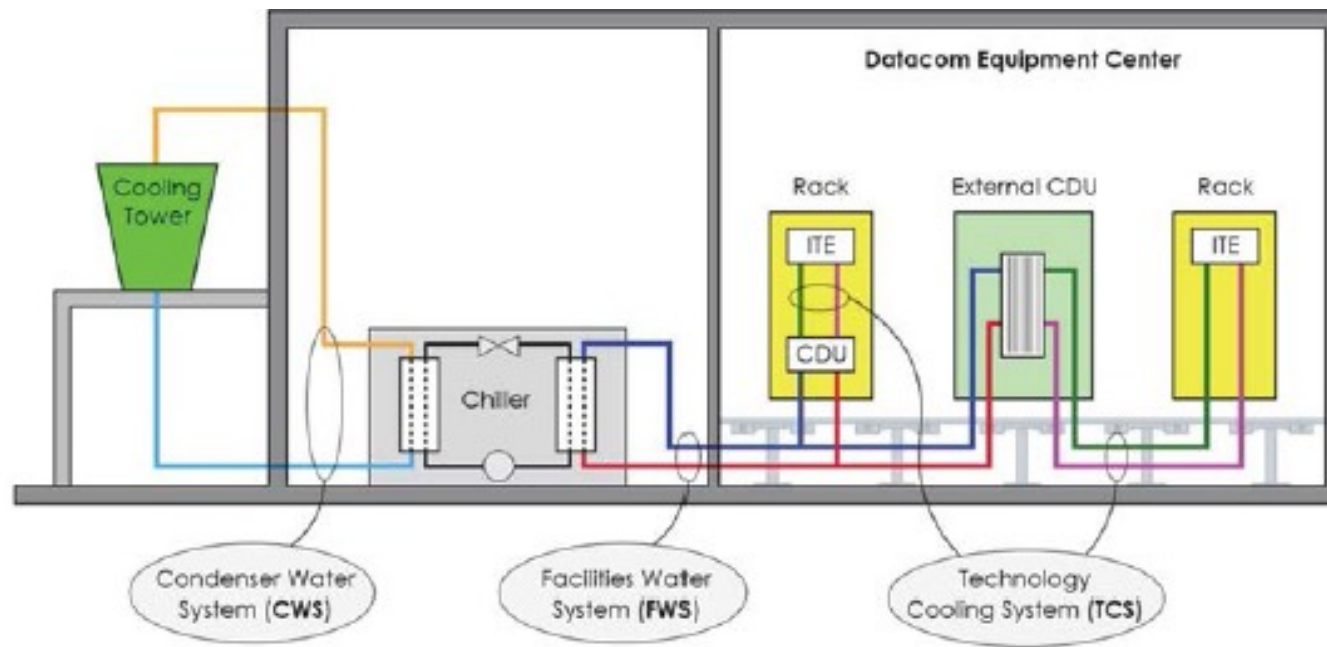 Datacom Equipment Center
Cooling
Tower
Rack
External CDU
Rack
ITE
ITE
CDU
Chiller
Condenser Water
System (CWS)
Facilities Water
System (FWS)
Technology
Cooling System (TCS)